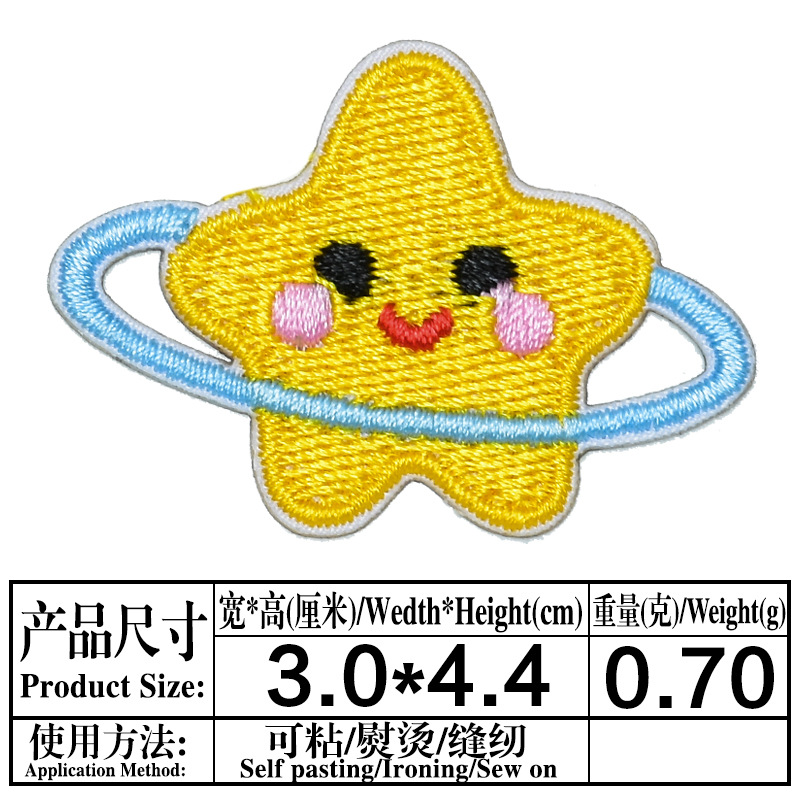 产品尺寸
Product Size:
宽*高(厘米)/Wedth*Height(cm)
重量(克)/Weight(g)
3.0*4.4
0.70
使用方法:
Application Method:
可粘/熨烫/缝纫
Self pasting/Ironing/Sew on